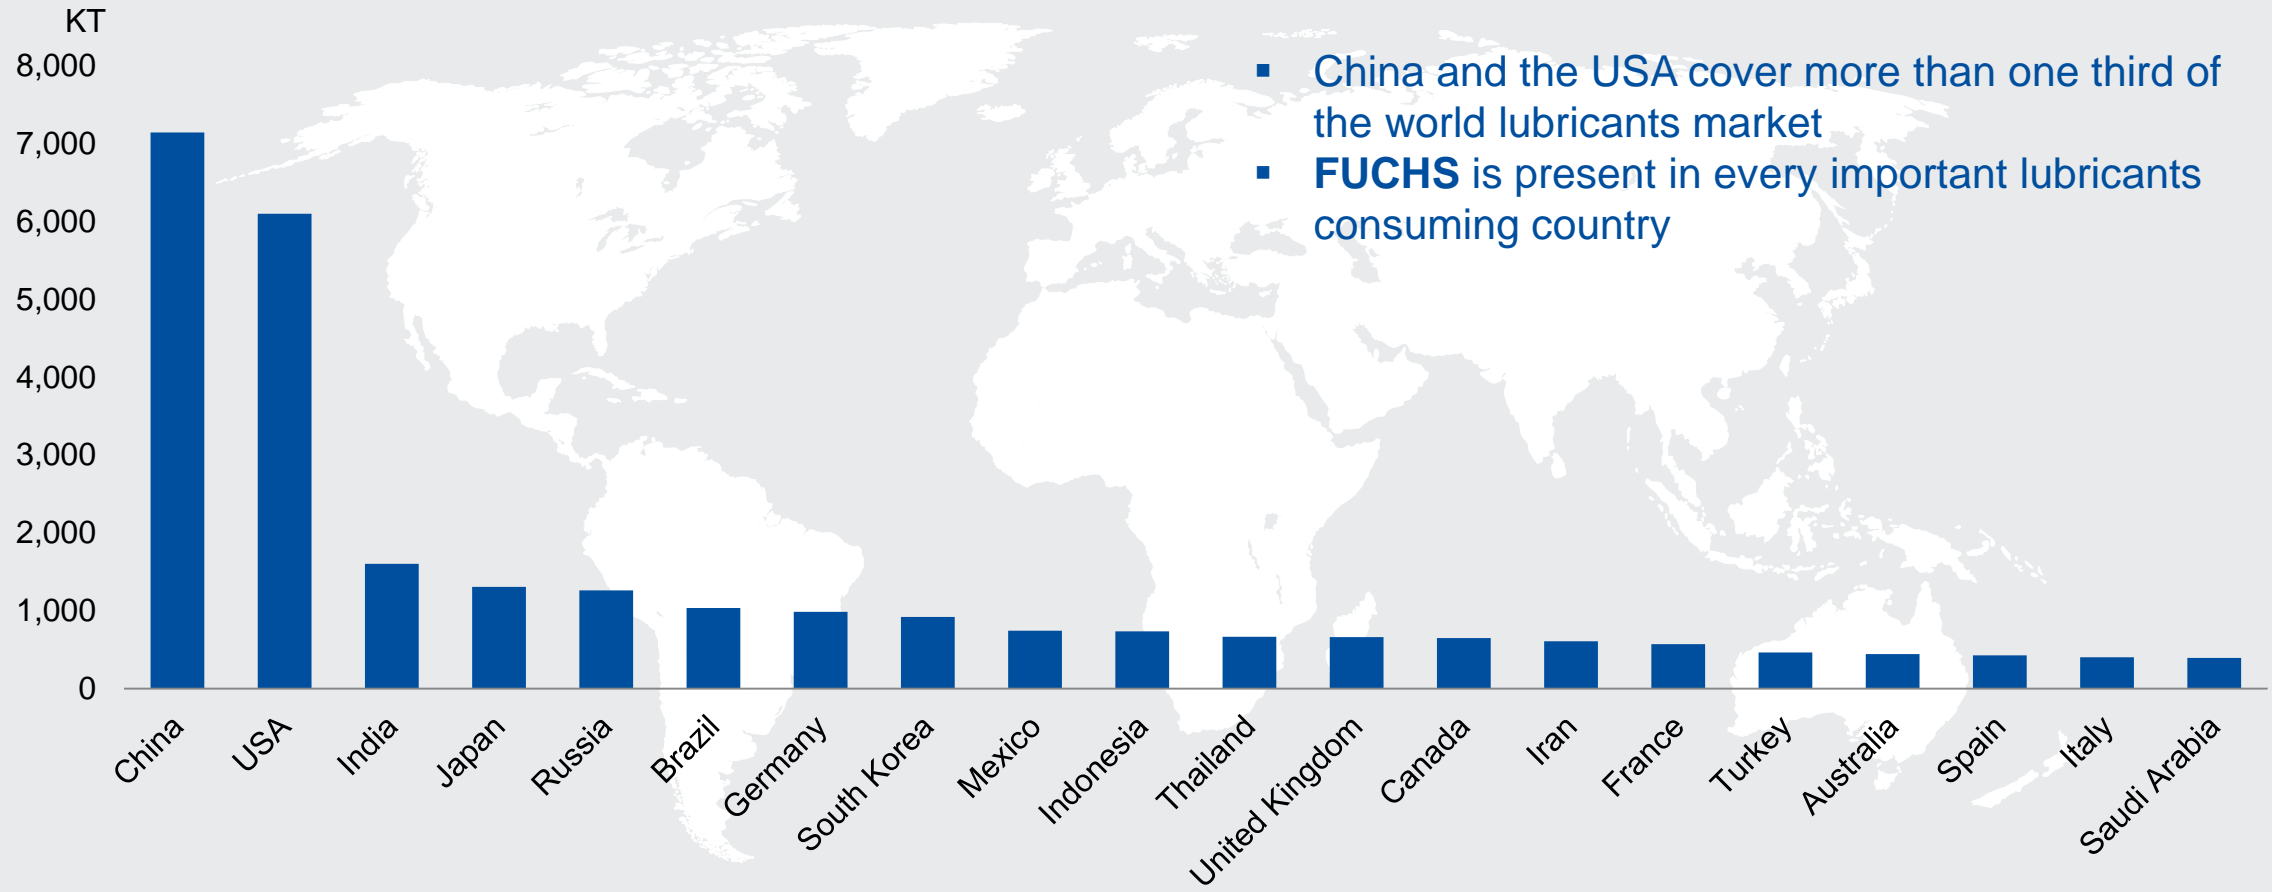 KT
8,000
7,000
6,000
5,000
4,000
3,000
2,000
1,000
0
▪ China and the USA cover more than one third of
the world lubricants market
▪ FUCHS is present in every important lubricants
consuming country
China
USA
India
Japan
Russia
Brazil
Germany
South Korea
Mexico
Indonesia
Thailand
United Kingdom
Canada
Iran
France
Turkey
Australia
Spain
Italy
Saudi Arabia